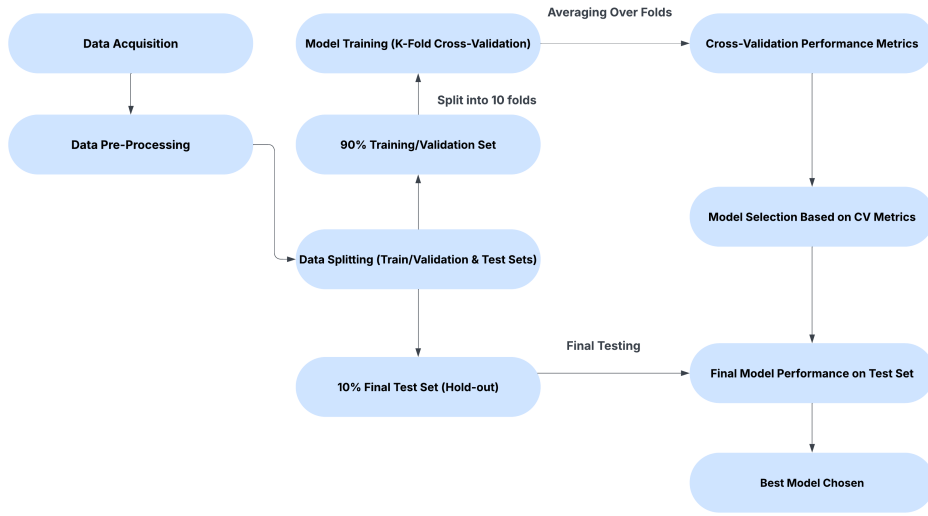 Data Acquisition
Data Pre-Processing
Data Splitting (Train/Validation & Test Sets)
90% Training/Validation Set
Split into 10 folds
Model Training (K-Fold Cross-Validation)
Averaging Over Folds
Cross-Validation Performance Metrics
Model Selection Based on CV Metrics
10% Final Test Set (Hold-out)
Final Testing
Final Model Performance on Test Set
Best Model Chosen